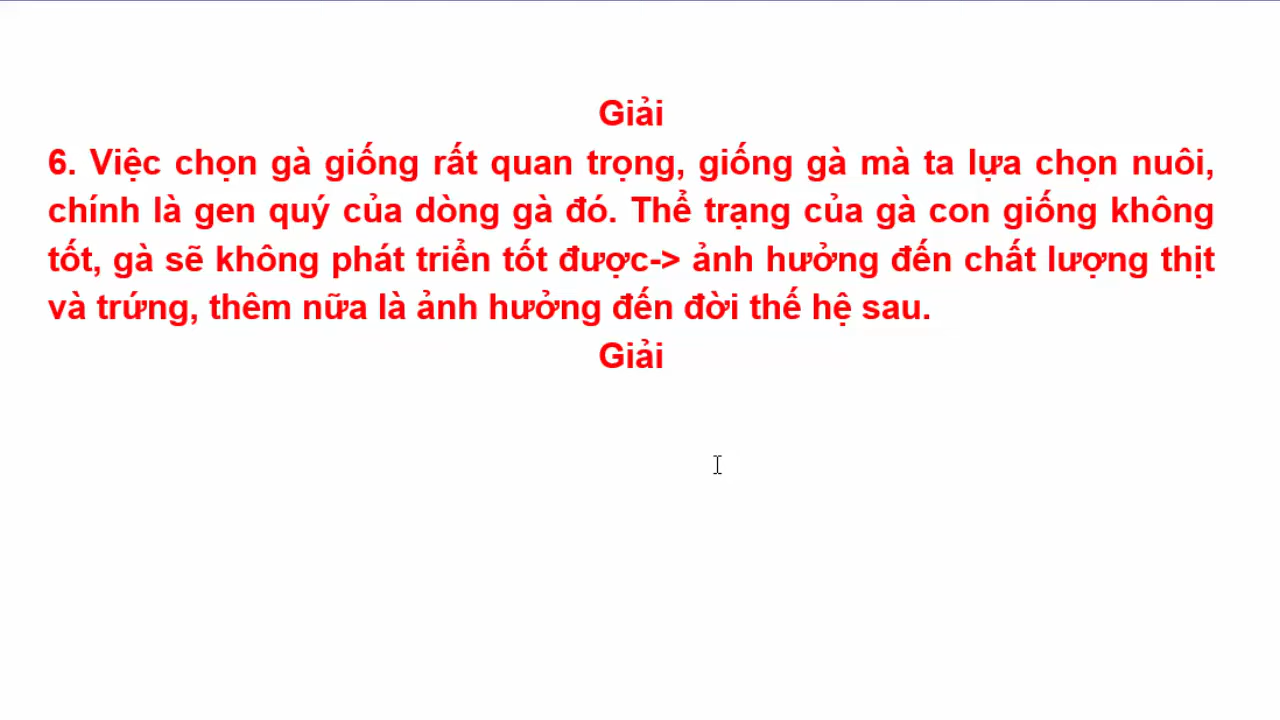 Giải
6. Việc chọn gà giống rất quan trọng, giống gà mà ta lựa chọn nuôi,
chính là gen quý của dòng gà đó. Thể trạng của gà con giống không
tốt, gà sẽ không phát triển tốt được-> ảnh hưởng đến chất lượng thịt
và trứng, thêm nữa là ảnh hưởng đến đời thế hệ sau.
Giải